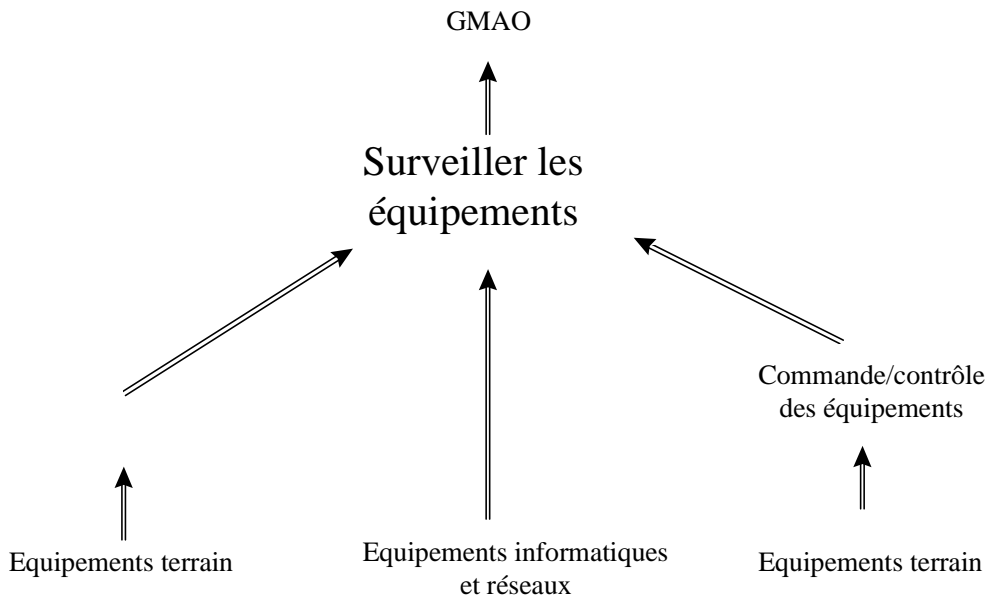 GMAO
Surveiller les
équipements
Commande/contrôle
des équipements
Equipements terrain
Equipements informatiques
et réseaux
Equipements terrain